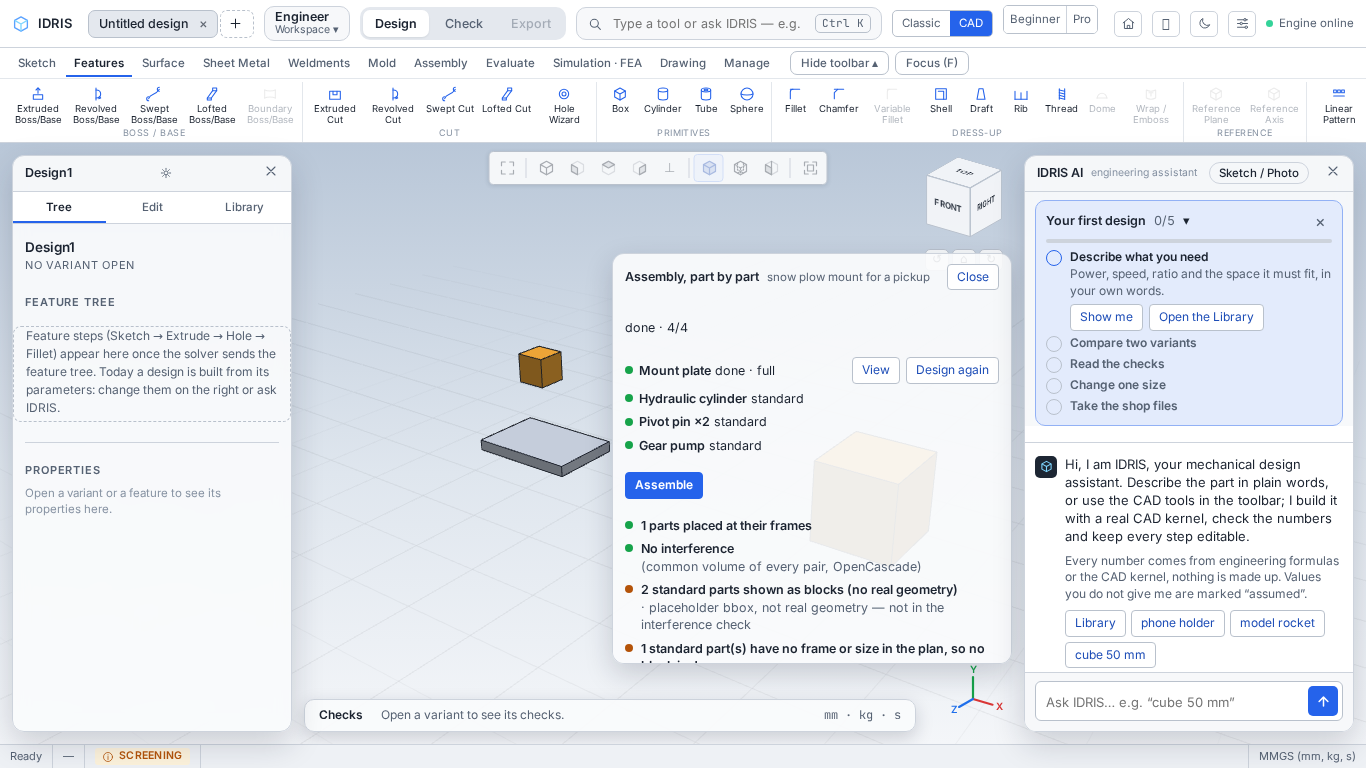 IDRIS
Untitled design ×
+
Engineer
Workspace ▾
Design
Check
Export
Type a tool or ask IDRIS — e.g.
Ctrl K
Classic
CAD
Beginner
Pro
Engine online
Sketch
Features
Surface
Sheet Metal
Weldments
Mold
Assembly
Evaluate
Simulation · FEA
Drawing
Manage
Hide toolbar ▴
Focus (F)
Extruded Boss/Base
Revolved Boss/Base
Swept Boss/Base
Lofted Boss/Base
Boundary Boss/Base
BOSS / BASE
Extruded Cut
Revolved Cut
Swept Cut
Lofted Cut
Hole Wizard
CUT
Box
Cylinder
Tube
Sphere
PRIMITIVES
Fillet
Chamfer
Variable Fillet
Shell
Draft
Rib
Thread
Dome
Wrap / Emboss
DRESS-UP
Reference Plane
Reference Axis
REFERENCE
Linear Pattern
Design1
Tree
Edit
Library
Design1
NO VARIANT OPEN
FEATURE TREE
Feature steps (Sketch → Extrude → Hole →
Fillet) appear here once the solver sends the
feature tree. Today a design is built from its
parameters: change them on the right or ask
IDRIS.
PROPERTIES
Open a variant or a feature to see its
properties here.
TOP
FRONT
RIGHT
Assembly, part by part snow plow mount for a pickup
Close
done · 4/4
Mount plate done · full
View
Design again
Hydraulic cylinder standard
Pivot pin ×2 standard
Gear pump standard
Assemble
1 parts placed at their frames
No interference
(common volume of every pair, OpenCascade)
2 standard parts shown as blocks (no real geometry)
· placeholder bbox, not real geometry — not in the
interference check
1 standard part(s) have no frame or size in the plan, so no
Y
X
Z
Checks
Open a variant to see its checks.
mm · kg · s
IDRIS AI engineering assistant
Sketch / Photo
Your first design 0/5 ▾
×
Describe what you need
Power, speed, ratio and the space it must fit, in
your own words.
Show me
Open the Library
Compare two variants
Read the checks
Change one size
Take the shop files
Hi, I am IDRIS, your mechanical design
assistant. Describe the part in plain words,
or use the CAD tools in the toolbar; I build it
with a real CAD kernel, check the numbers
and keep every step editable.
Every number comes from engineering formulas
or the CAD kernel, nothing is made up. Values
you do not give me are marked “assumed”.
Library
phone holder
model rocket
cube 50 mm
Ask IDRIS... e.g. “cube 50 mm”
Ready
—
SCREENING
MMGS (mm, kg, s)